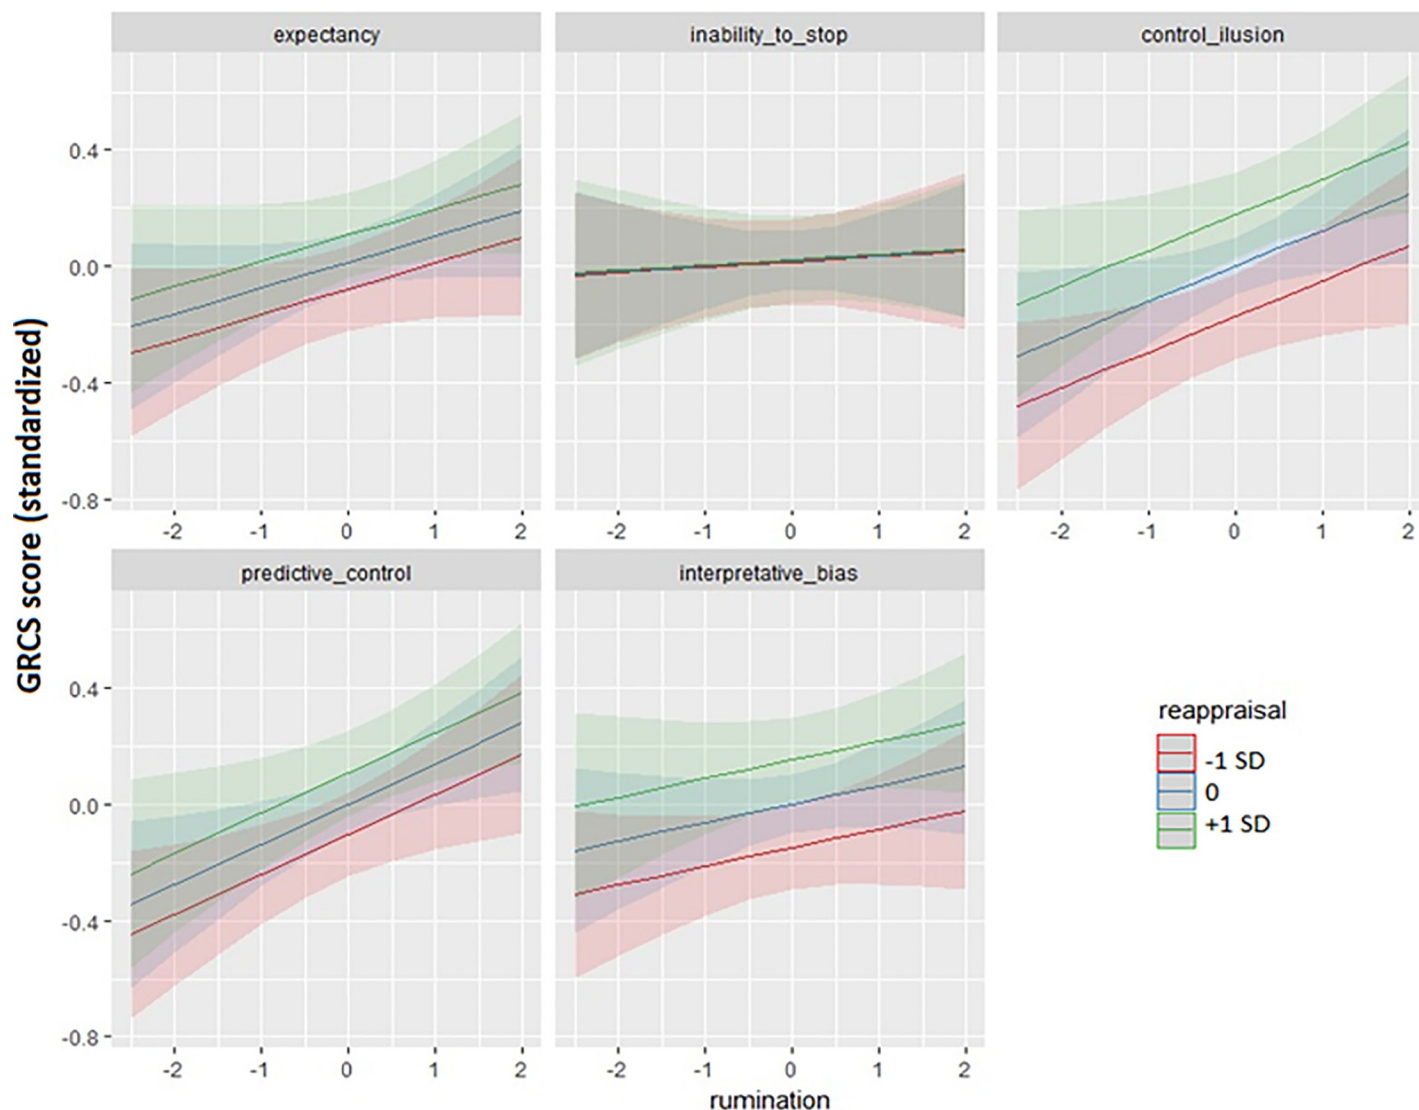 expectancy inability_to_stop control_ilusion
0.4
0.0
-0.4
-0.8
-2 -1 0 1 2 -2 -1 0 1 2 -2 -1 0 1 2
GRCS score (standardized)
predictive_control interpretative_bias
0.4
0.0
-0.4
-0.8
-2 -1 0 1 2 -2 -1 0 1 2
rumination
reappraisal
-1 SD
0
+1 SD